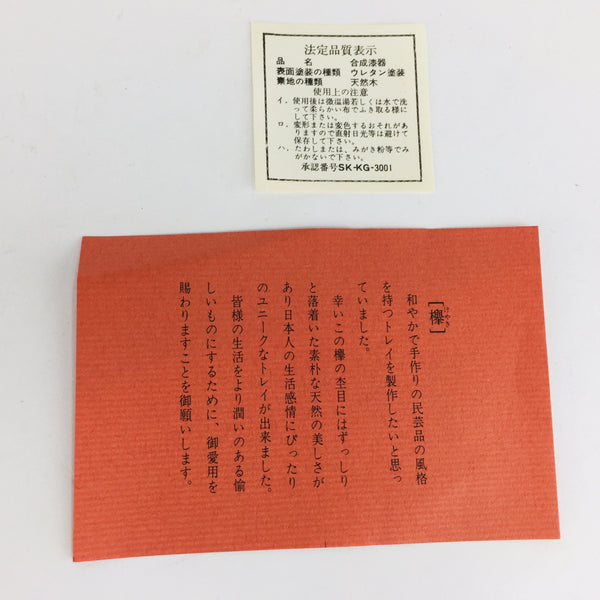 法定品質表示
品　　名　　合成漆器
表面塗装の種類　ウレタン塗装
素地の種類　天然木
使用上の注意
イ．使用後は微温湯若しくは水で洗
って柔らかい布でふき取る様に
して下さい。
ロ．変形または変色するおそれがあ
りますので直射日光等は避けて
保存して下さい。
ハ．たわしまたは、みがき粉等でみ
がかないで下さい。
承認番号SK-KG-3001
［欅］
けやき
和やかで手作りの民芸品の風格
を持つトレイを製作したいと思っ
ていました。
幸いこの欅の杢目にはずっしり
と落着いた素朴な天然の美しさが
あり日本人の生活感情にぴったり
のユニークなトレイが出来ました。
皆様の生活をより潤いのある愉
しいものにするために、御愛用を
賜わりますことを御願いします。